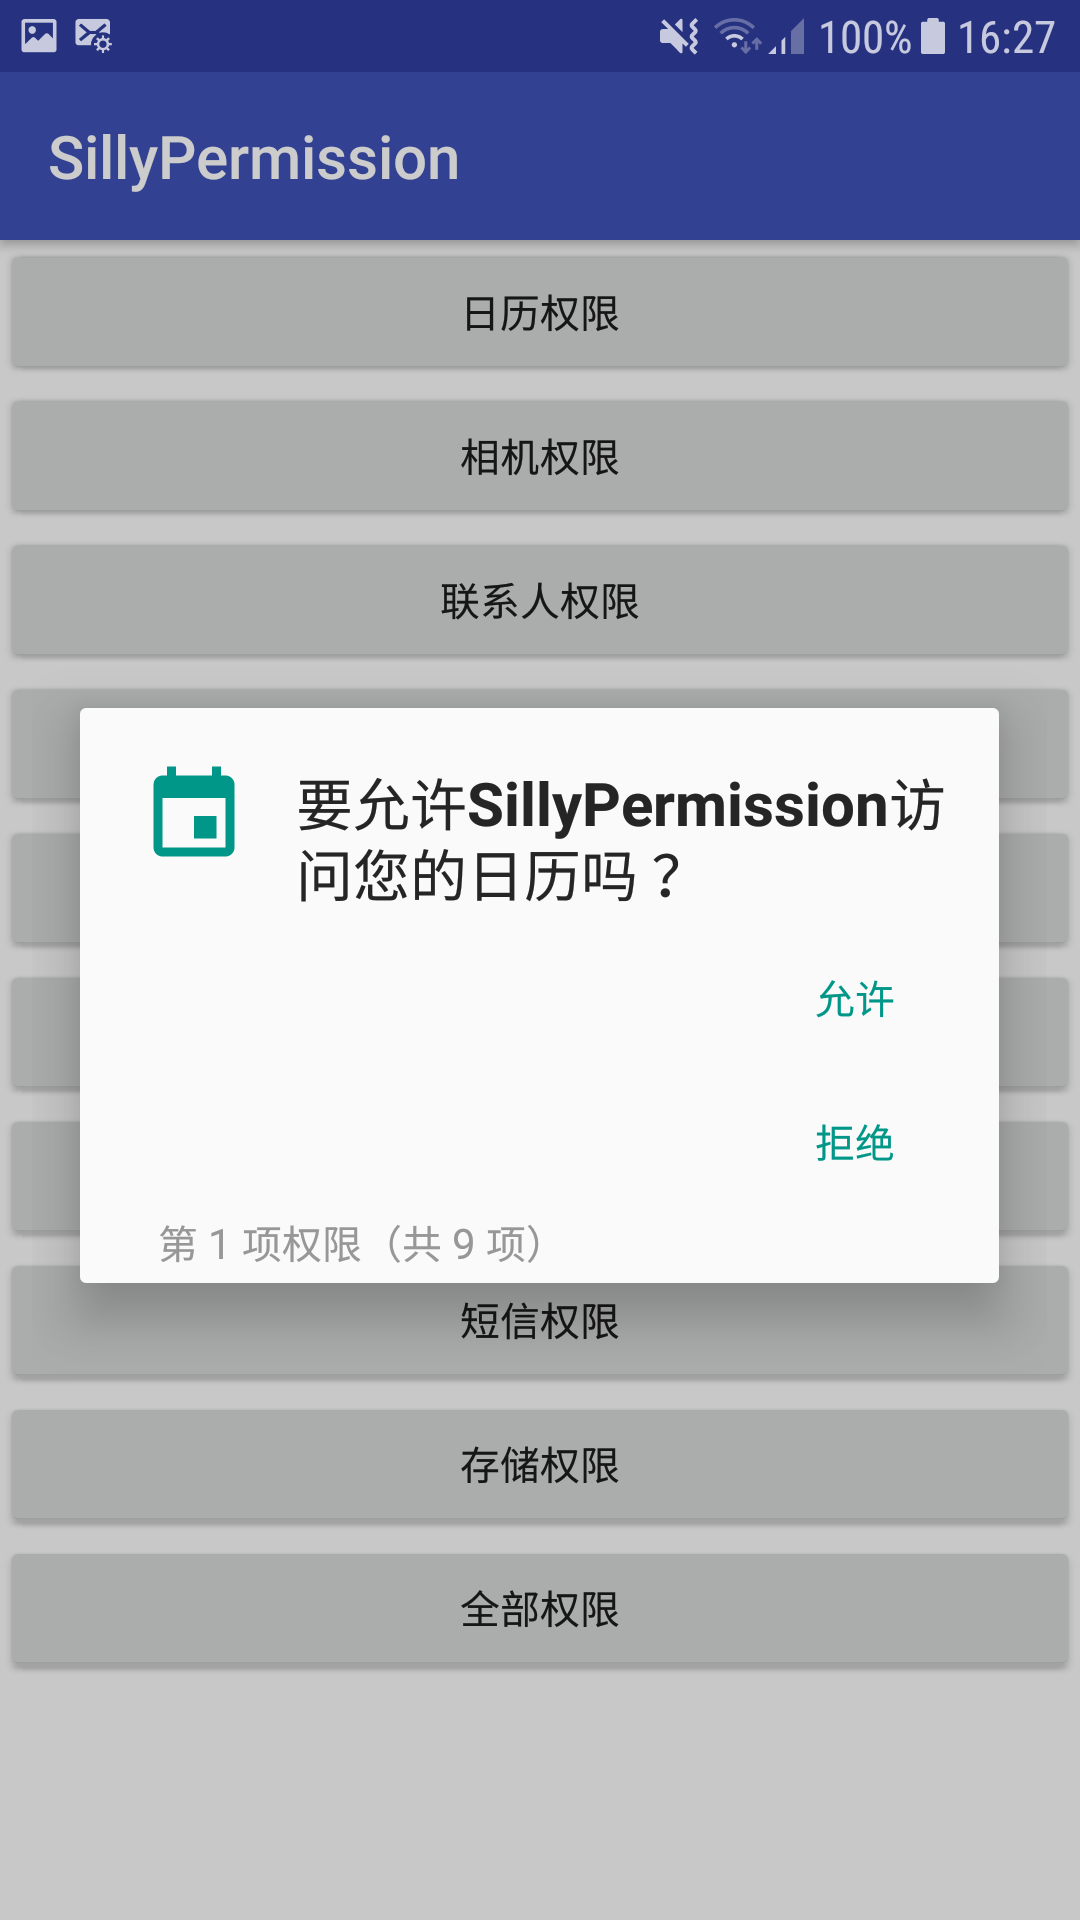 100% 16:27
SillyPermission
日历权限
相机权限
联系人权限
要允许SillyPermission访
问您的日历吗？
允许
拒绝
第 1 项权限（共 9 项）
短信权限
存储权限
全部权限